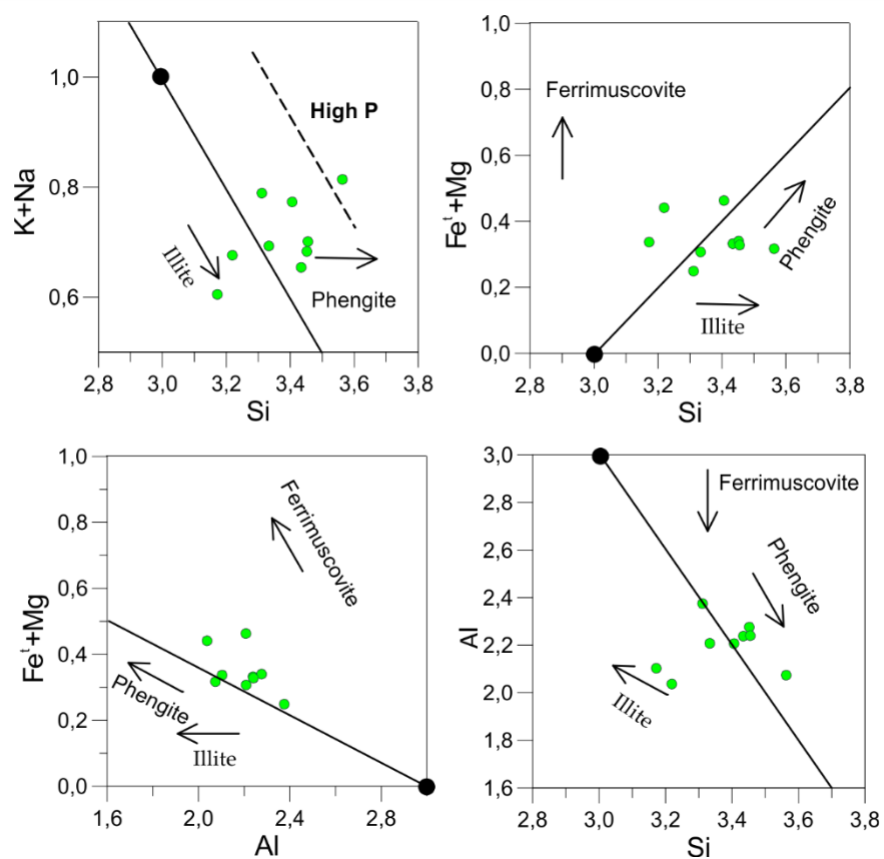 1,0
0,8
0,6
K+Na
High P
Illite
Phengite
2,8 3,0 3,2 3,4 3,6 3,8
Si
1,0
0,8
0,6
0,4
0,2
0,0
Feᵗ+Mg
Ferrimuscovite
Phengite
Illite
2,8 3,0 3,2 3,4 3,6 3,8
Si
1,0
0,8
0,6
0,4
0,2
0,0
Feᵗ+Mg
Ferrimuscovite
Phengite
Illite
1,6 2,0 2,4 2,8
Al
3,0
2,8
2,6
2,4
2,2
2,0
1,8
1,6
Al
Ferrimuscovite
Phengite
Illite
2,8 3,0 3,2 3,4 3,6 3,8
Si